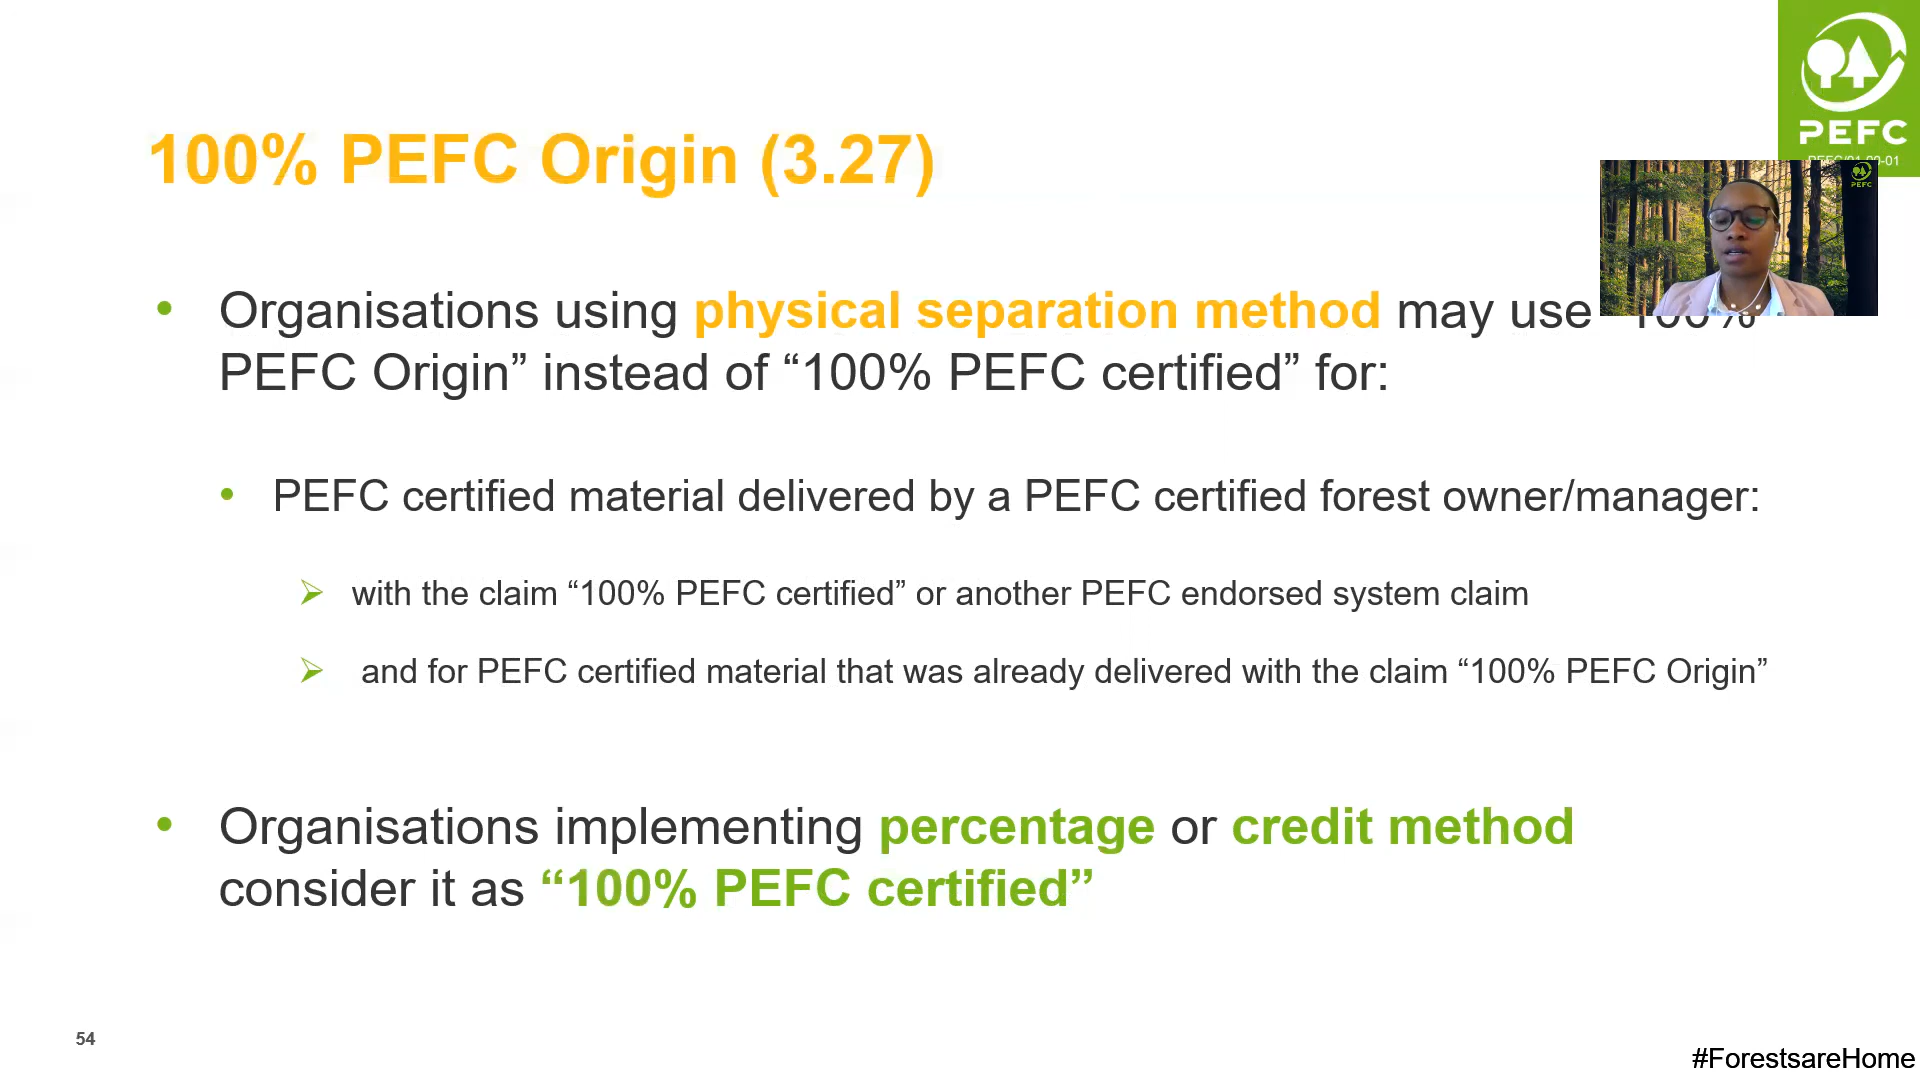 PEFC
100% PEFC Origin (3.27)
PEFC
Organisations using physical separation method may use “100%
PEFC Origin” instead of “100% PEFC certified” for:
PEFC certified material delivered by a PEFC certified forest owner/manager:
with the claim “100% PEFC certified” or another PEFC endorsed system claim
and for PEFC certified material that was already delivered with the claim “100% PEFC Origin”
Organisations implementing percentage or credit method
consider it as “100% PEFC certified”
54
#ForestsareHome